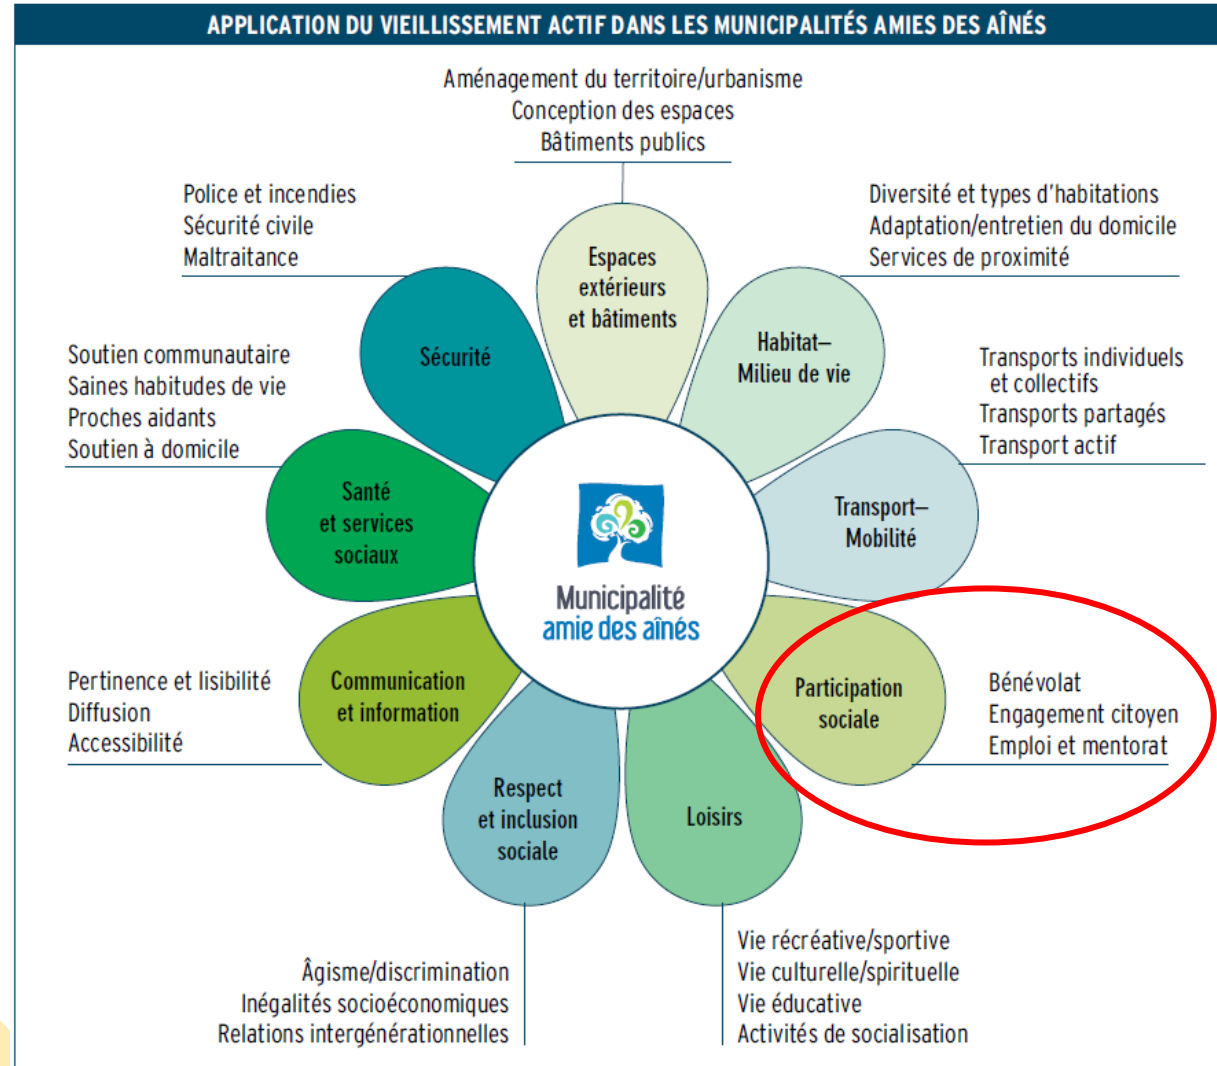 APPLICATION DU VIEILLISSEMENT ACTIF DANS LES MUNICIPALITÉS AMIES DES AÎNÉS
Aménagement du territoire/urbanisme
Conception des espaces
Bâtiments publics
Espaces
extérieurs
et bâtiments
Diversité et types d'habitations
Adaptation/entretien du domicile
Services de proximité
Habitat–
Milieu de vie
Transports individuels
et collectifs
Transports partagés
Transport actif
Transport–
Mobilité
Bénévolat
Engagement citoyen
Emploi et mentorat
Participation
sociale
Loisirs
Vie récréative/sportive
Vie culturelle/spirituelle
Vie éducative
Activités de socialisation
Respect
et inclusion
sociale
Âgisme/discrimination
Inégalités socioéconomiques
Relations intergénérationnelles
Communication
et information
Pertinence et lisibilité
Diffusion
Accessibilité
Santé
et services
sociaux
Soutien communautaire
Saines habitudes de vie
Proches aidants
Soutien à domicile
Sécurité
Police et incendies
Sécurité civile
Maltraitance
Municipalité
amie des aînés